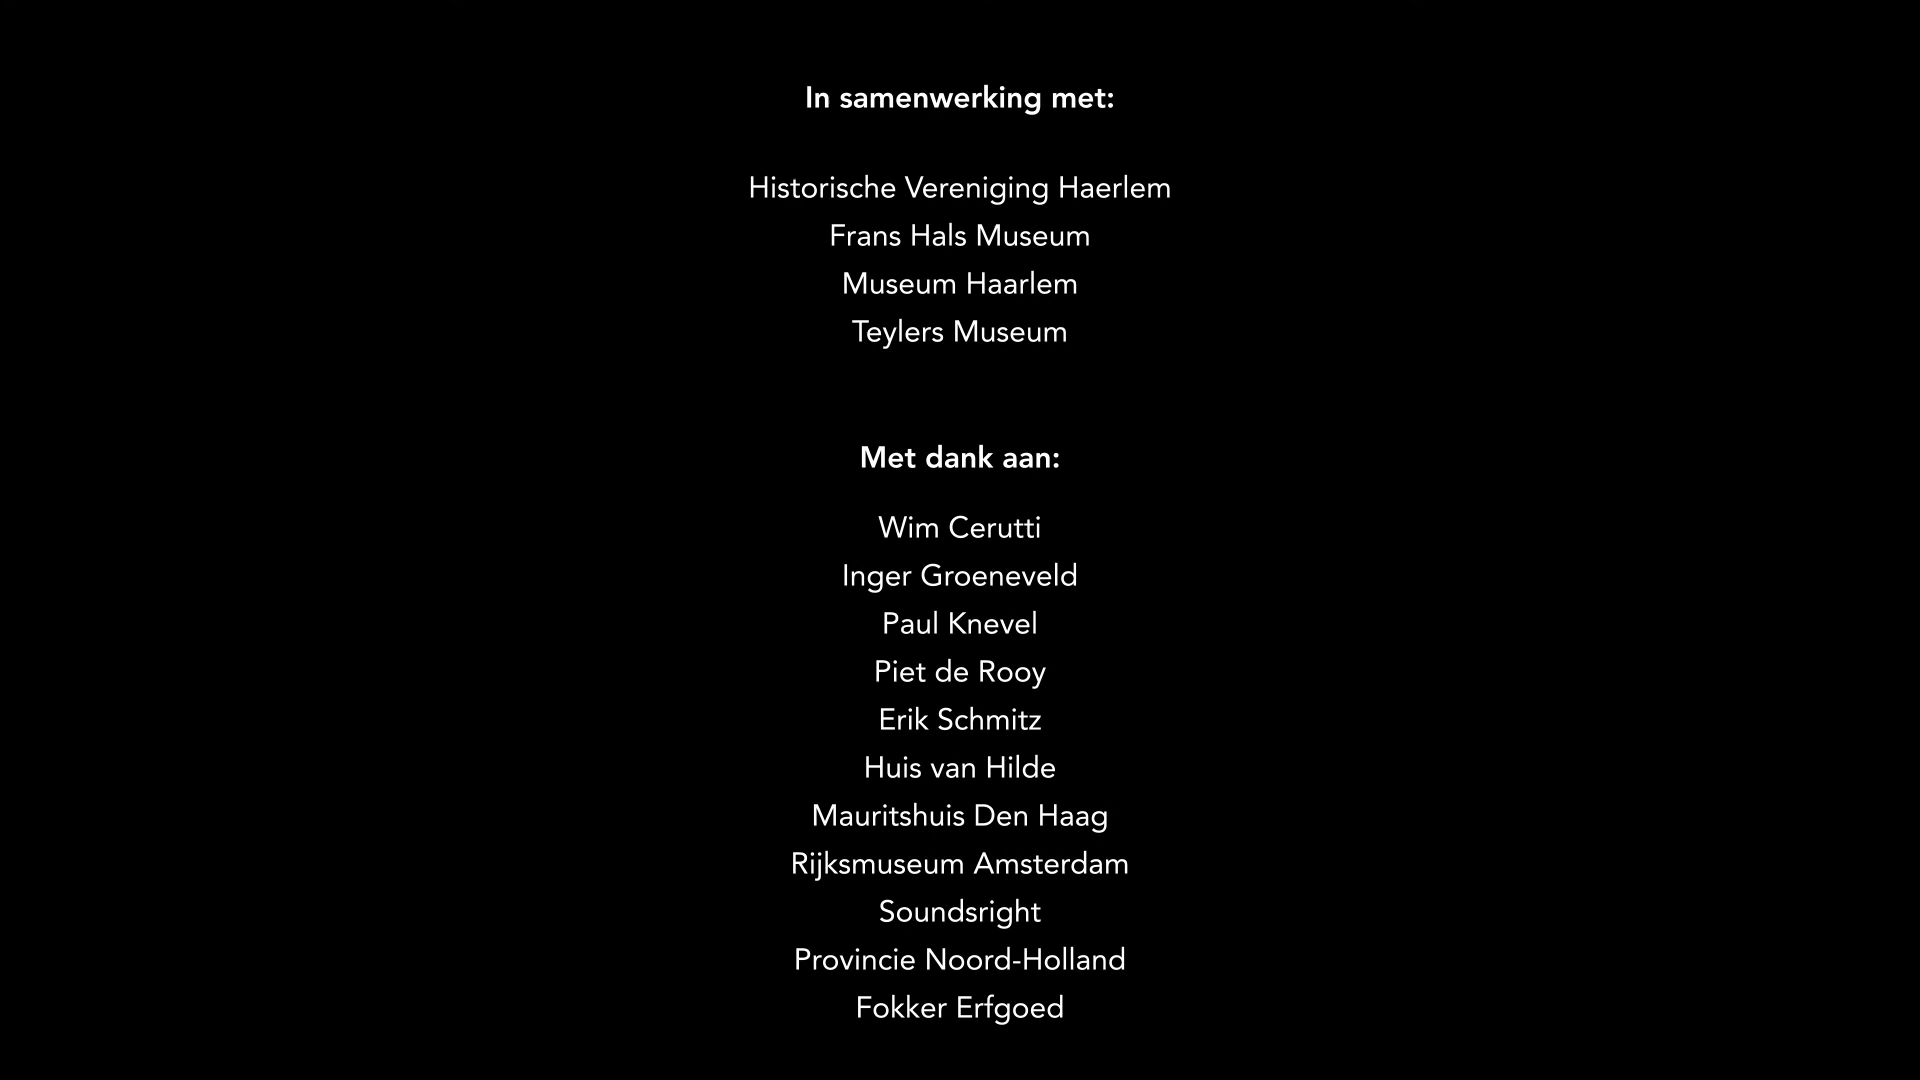 In samenwerking met:
Historische Vereniging Haerlem
Frans Hals Museum
Museum Haarlem
Teylers Museum
Met dank aan:
Wim Cerutti
Inger Groeneveld
Paul Knevel
Piet de Rooy
Erik Schmitz
Huis van Hilde
Mauritshuis Den Haag
Rijksmuseum Amsterdam
Soundsright
Provincie Noord-Holland
Fokker Erfgoed